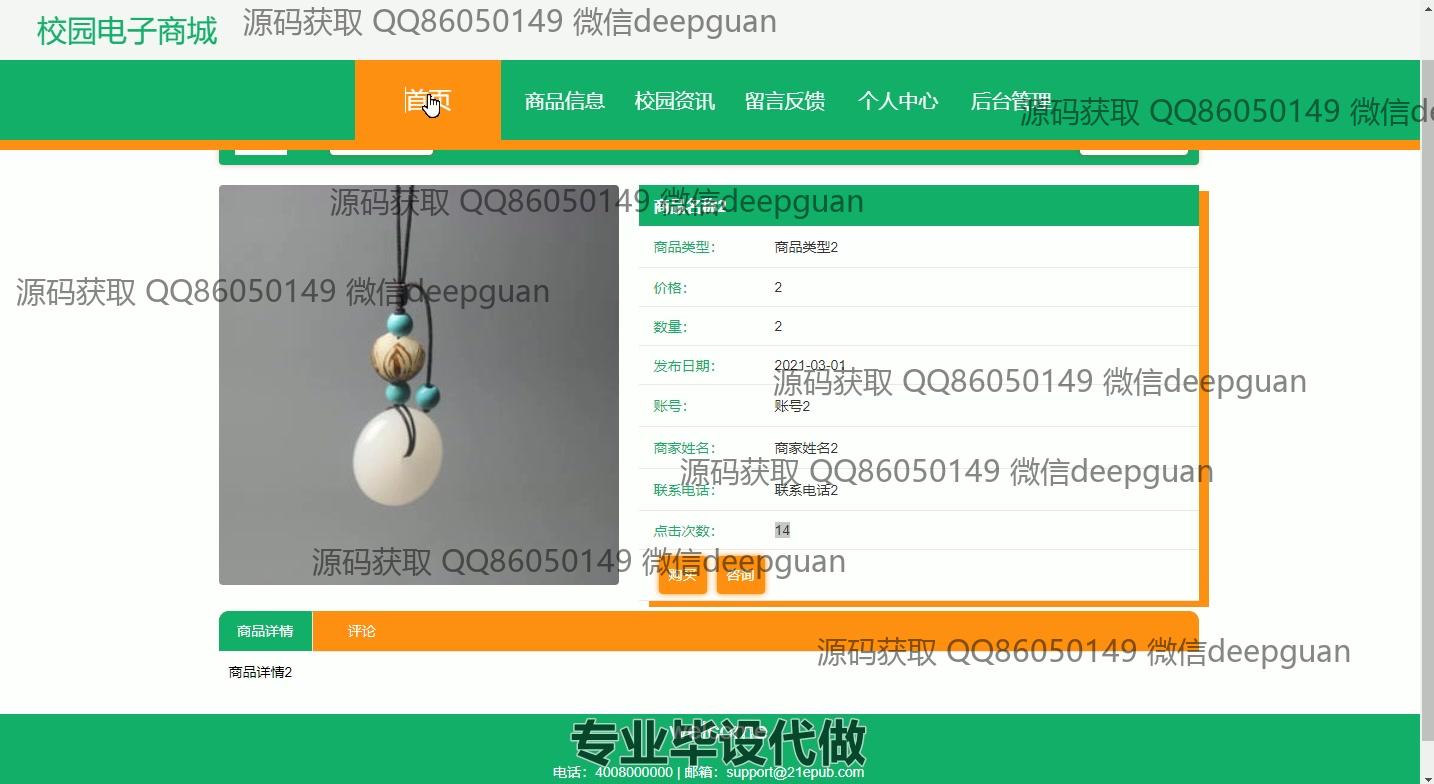 校园电子商城
源码获取 QQ86050149 微信deepguan
首页 商品信息 校园资讯 留言反馈 个人中心 后台管理
源码获取 QQ86050149 微信de
源码获取 QQ86050149 微信deepguan
商品名称2
商品类型： 商品类型2
源码获取 QQ86050149 微信deepguan
价格： 2
数量： 2
发布日期： 2021-03-01
源码获取 QQ86050149 微信deepguan
账号： 账号2
商家姓名： 商家姓名2
源码获取 QQ86050149 微信deepguan
联系电话： 联系电话2
点击次数： 14
源码获取 QQ86050149 微信deepguan
购买 咨询
商品详情 评论
源码获取 QQ86050149 微信deepguan
商品详情2
专业毕设代做
电话：4008000000 | 邮箱：support@21epub.com